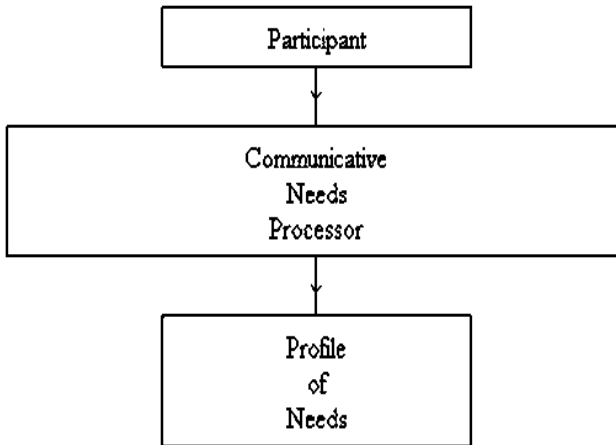 Participant
Communicative
Needs
Processor
Profile
of
Needs